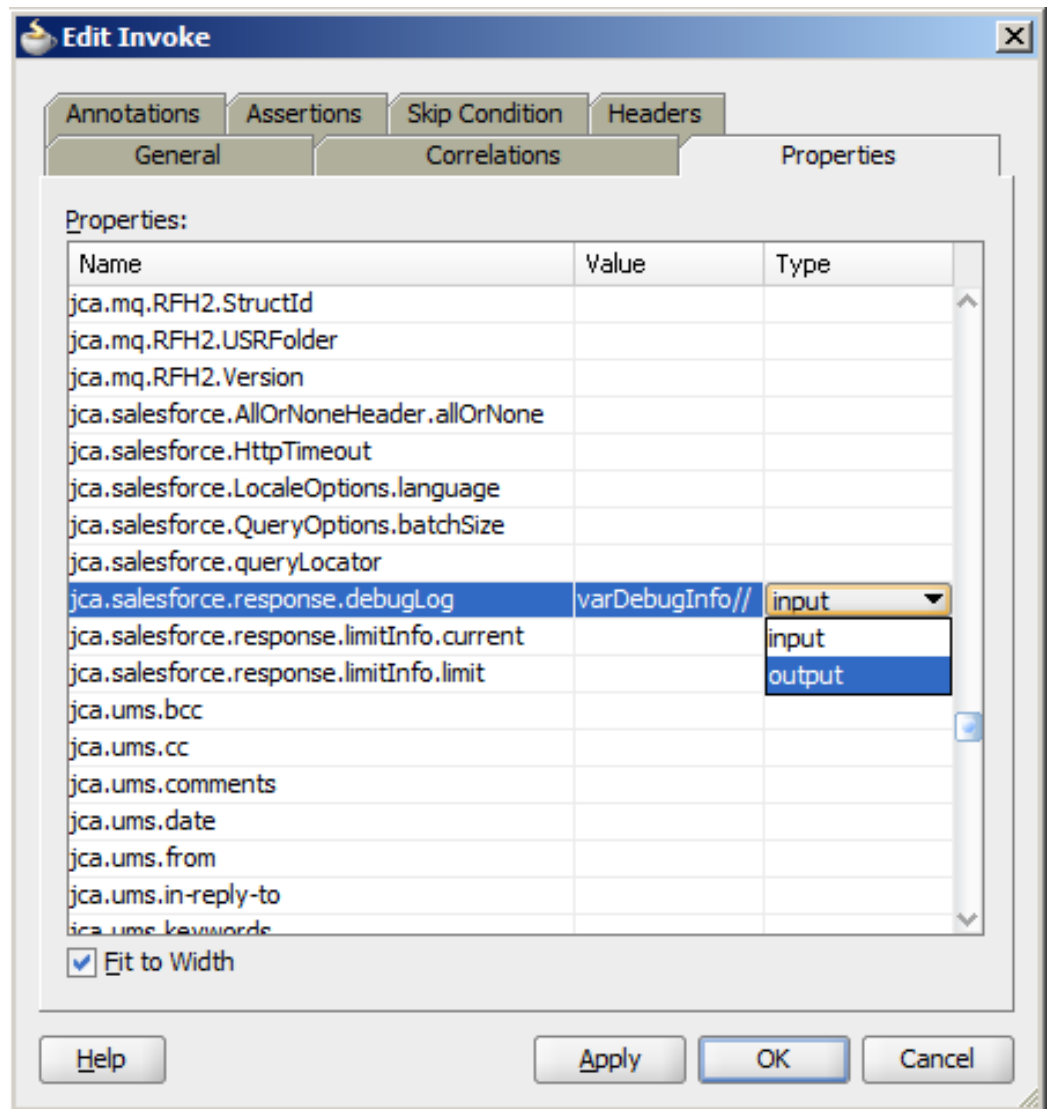 Edit Invoke
Annotations Assertions Skip Condition Headers
General Correlations Properties
Properties:
Name Value Type
jca.mq.RFH2.StructId
jca.mq.RFH2.USRFolder
jca.mq.RFH2.Version
jca.salesforce.AllOrNoneHeader.allOrNone
jca.salesforce.HttpTimeout
jca.salesforce.LocaleOptions.language
jca.salesforce.QueryOptions.batchSize
jca.salesforce.queryLocator
jca.salesforce.response.debugLog varDebugInfo// input
jca.salesforce.response.limitInfo.current input
jca.salesforce.response.limitInfo.limit output
jca.ums.bcc
jca.ums.cc
jca.ums.comments
jca.ums.date
jca.ums.from
jca.ums.in-reply-to
jca.ums.keywords
Fit to Width
Help Apply OK Cancel